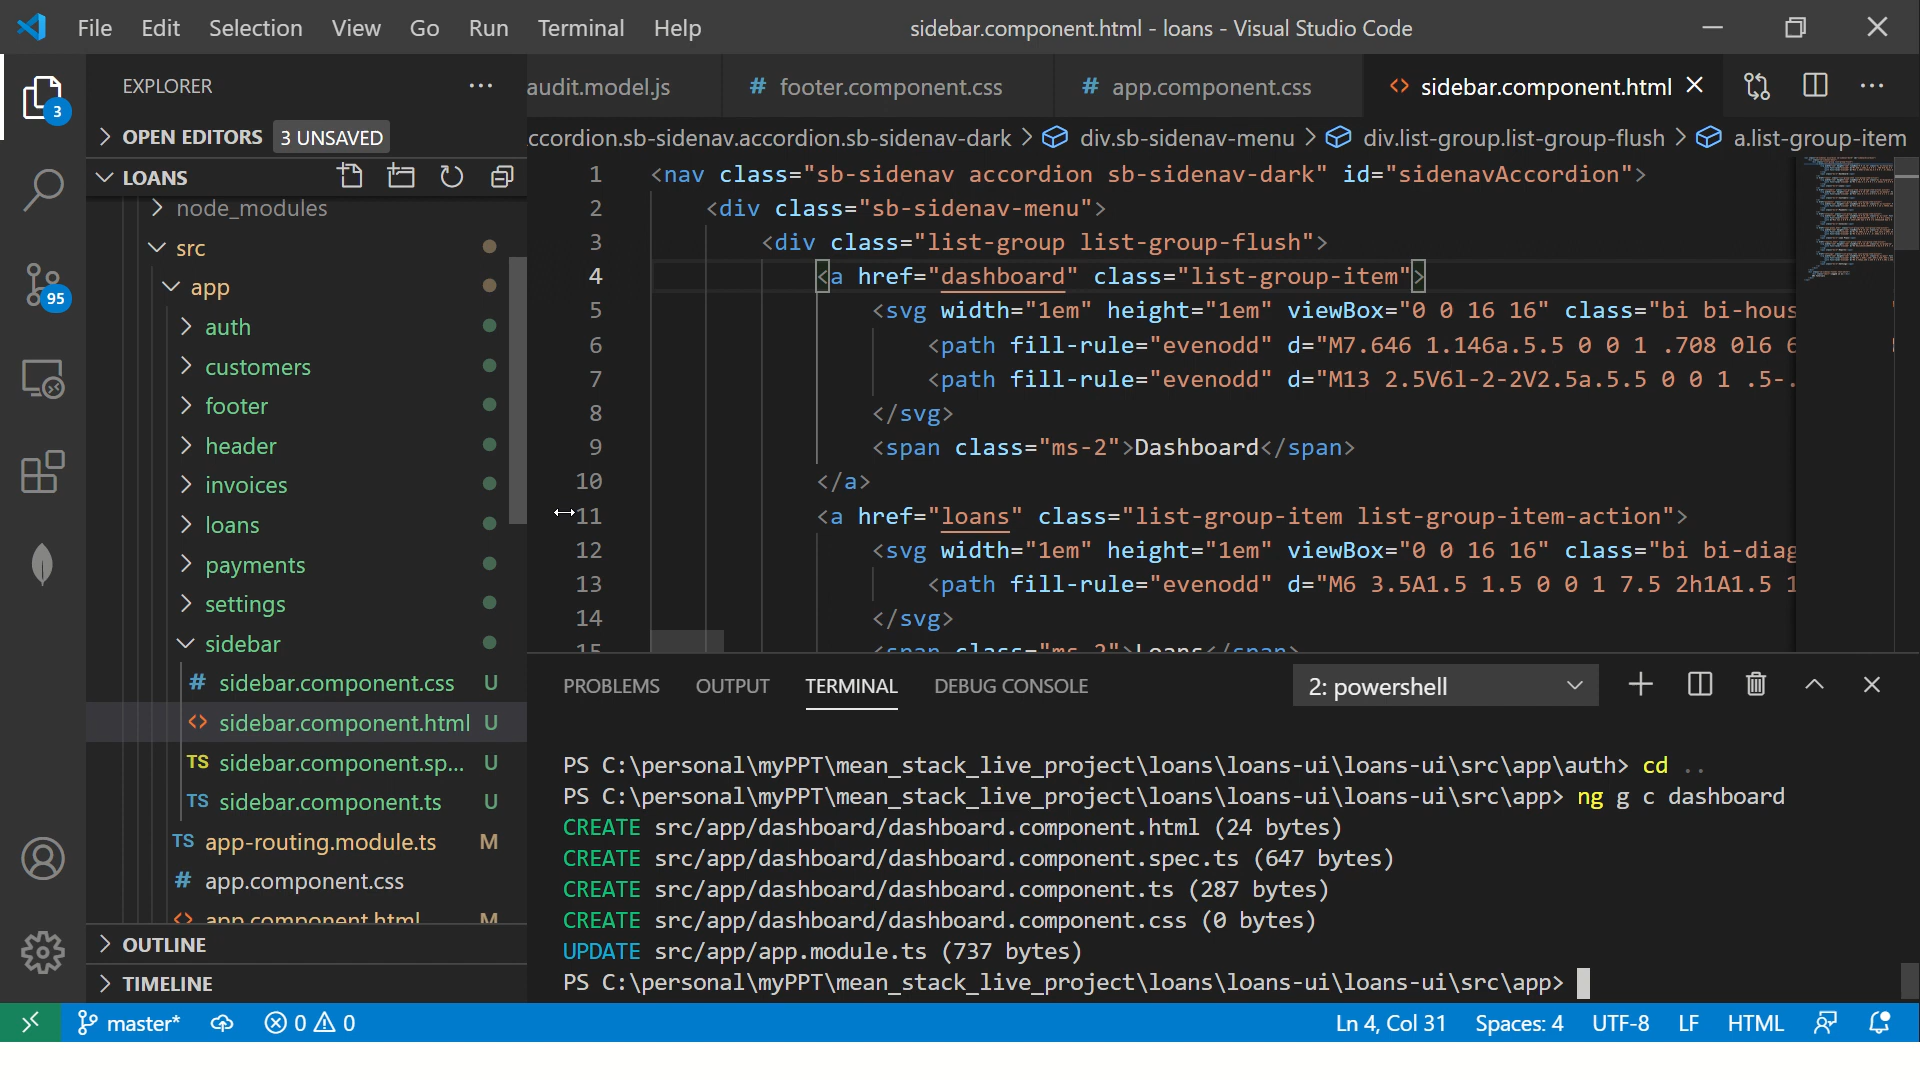 File Edit Selection View Go Run Terminal Help
sidebar.component.html - loans - Visual Studio Code
EXPLORER
3
OPEN EDITORS 3 UNSAVED
LOANS
node_modules
src
app
auth
customers
footer
header
invoices
loans
payments
settings
sidebar
# sidebar.component.css U
<> sidebar.component.html U
TS sidebar.component.sp... U
TS sidebar.component.ts U
TS app-routing.module.ts M
# app.component.css
<> app.component.html M
OUTLINE
TIMELINE
95
audit.model.js # footer.component.css # app.component.css <> sidebar.component.html
ccordion.sb-sidenav.accordion.sb-sidenav-dark > div.sb-sidenav-menu > div.list-group.list-group-flush > a.list-group-item
1 <nav class="sb-sidenav accordion sb-sidenav-dark" id="sidenavAccordion">
2 <div class="sb-sidenav-menu">
3 <div class="list-group list-group-flush">
4 <a href="dashboard" class="list-group-item">
5 <svg width="1em" height="1em" viewBox="0 0 16 16" class="bi bi-hous
6 <path fill-rule="evenodd" d="M7.646 1.146a.5.5 0 0 1 .708 0l6 6
7 <path fill-rule="evenodd" d="M13 2.5V6l-2-2V2.5a.5.5 0 0 1 .5-.
8 </svg>
9 <span class="ms-2">Dashboard</span>
10 </a>
11 <a href="loans" class="list-group-item list-group-item-action">
12 <svg width="1em" height="1em" viewBox="0 0 16 16" class="bi bi-diag
13 <path fill-rule="evenodd" d="M6 3.5A1.5 1.5 0 0 1 7.5 2h1A1.5 1
14 </svg>
15 <span class="ms-2">Loans</span>
PROBLEMS OUTPUT TERMINAL DEBUG CONSOLE 2: powershell
PS C:\personal\myPPT\mean_stack_live_project\loans\loans-ui\loans-ui\src\app\auth> cd ..
PS C:\personal\myPPT\mean_stack_live_project\loans\loans-ui\loans-ui\src\app> ng g c dashboard
CREATE src/app/dashboard/dashboard.component.html (24 bytes)
CREATE src/app/dashboard/dashboard.component.spec.ts (647 bytes)
CREATE src/app/dashboard/dashboard.component.ts (287 bytes)
CREATE src/app/dashboard/dashboard.component.css (0 bytes)
UPDATE src/app/app.module.ts (737 bytes)
PS C:\personal\myPPT\mean_stack_live_project\loans\loans-ui\loans-ui\src\app>
master* 0 0 Ln 4, Col 31 Spaces: 4 UTF-8 LF HTML